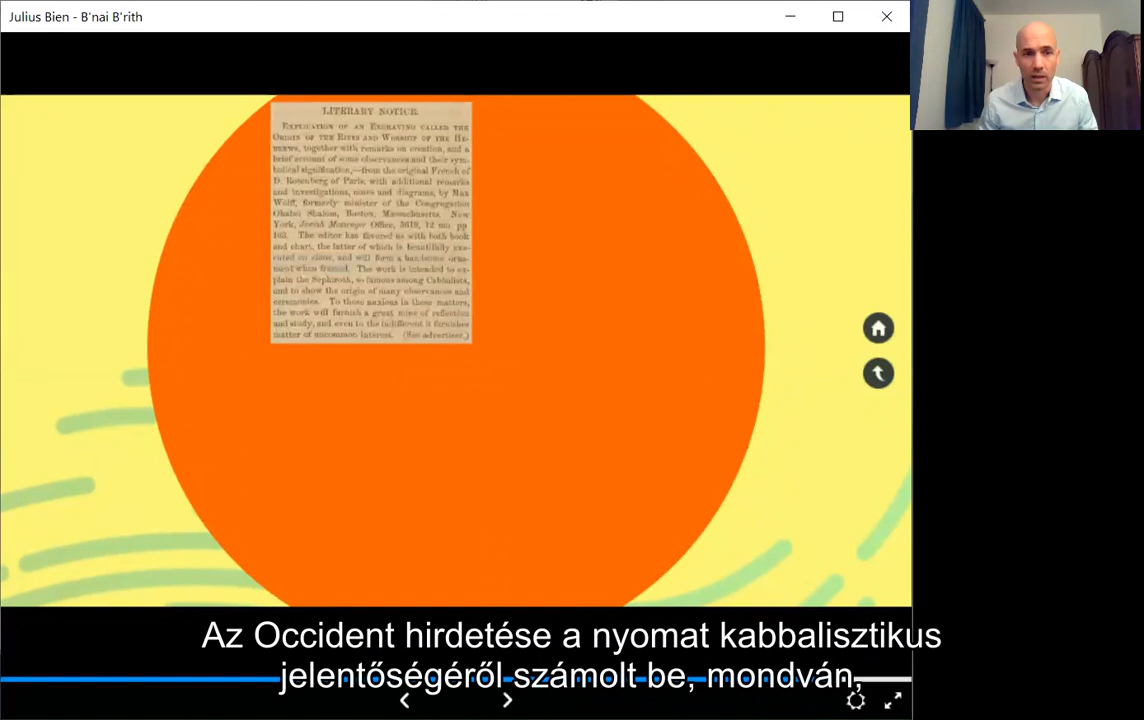 Julius Bien - B'nai B'rith
LITERARY NOTICE
EXPLICATION OF AN ENGRAVING CALLED THE
ORIGIN OF THE RITES AND WORSHIP OF THE HE-
BREWS, together with remarks on creation, and a
brief account of some observances and their sym-
bolical signification,—from the original French of
D. Rosenberg of Paris, with additional remarks
and investigations, notes and diagrams, by Max
Wolff, formerly minister of the Congregation
Ohabei Shalom, Boston, Massachusetts. New
York, Jewish Messenger Office, 5619, 12 mo pp
The editor has favored us with both book
and chart, the latter of which is beautifully exe-
cuted on stone, and will form a handsome orna-
ment when framed. The work is intended to ex-
plain the Sephiroth, so famous among Cabbalists,
and to show the origin of many observances and
ceremonies. To those anxious in these matters,
the work will furnish a great mine of reflection
and study, and even to the indifferent it furnishes
matter of uncommon interest. (See advertiser.)
Az Occident hirdetése a nyomat kabbalisztikus
jelentőségéről számolt be, mondván,